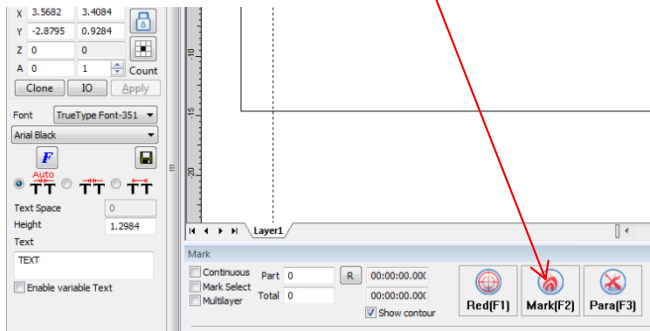 X 3.5682 3.4084
Y -2.8795 0.9284
Z 0 0
A 0 1 Count
Clone IO Apply
Font TrueType Font-351
Arial Black
F
Auto
TT TT TT
Text Space 0
Height 1.2984
Text
TEXT
Enable variable Text
-10
-15
-20
Layer1
Mark
Continuous Part 0 R 00:00:00.00(
Mark Select
Multilayer Total 0 00:00:00.00(
Show contour
Red(F1) Mark(F2) Para(F3)